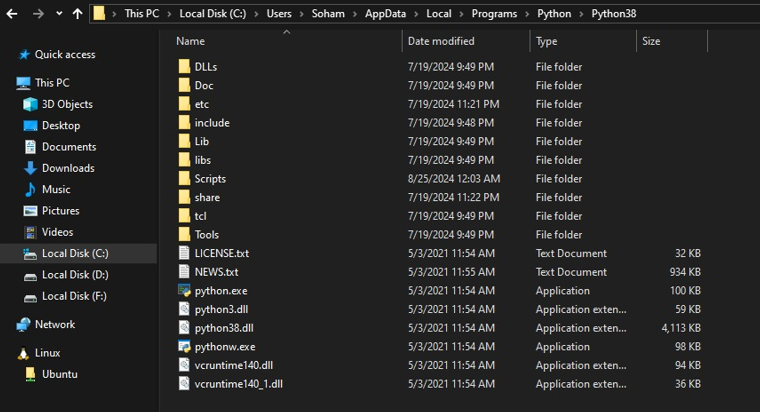 This PC Local Disk (C:) Users Soham AppData Local Programs Python Python38
Name Date modified Type Size
Quick access
This PC
3D Objects
Desktop
Documents
Downloads
Music
Pictures
Videos
Local Disk (C:)
Local Disk (D:)
Local Disk (F:)
Network
Linux
Ubuntu
DLLs 7/19/2024 9:49 PM File folder
Doc 7/19/2024 9:49 PM File folder
etc 7/19/2024 11:21 PM File folder
include 7/19/2024 9:48 PM File folder
Lib 7/19/2024 9:49 PM File folder
libs 7/19/2024 9:49 PM File folder
Scripts 8/25/2024 12:03 AM File folder
share 7/19/2024 11:22 PM File folder
tcl 7/19/2024 9:49 PM File folder
Tools 7/19/2024 9:49 PM File folder
LICENSE.txt 5/3/2021 11:54 AM Text Document 32 KB
NEWS.txt 5/3/2021 11:55 AM Text Document 934 KB
python.exe 5/3/2021 11:54 AM Application 100 KB
python3.dll 5/3/2021 11:54 AM Application exten... 59 KB
python38.dll 5/3/2021 11:54 AM Application exten... 4,113 KB
pythonw.exe 5/3/2021 11:54 AM Application 98 KB
vcruntime140.dll 5/3/2021 11:54 AM Application exten... 94 KB
vcruntime140_1.dll 5/3/2021 11:54 AM Application exten... 36 KB